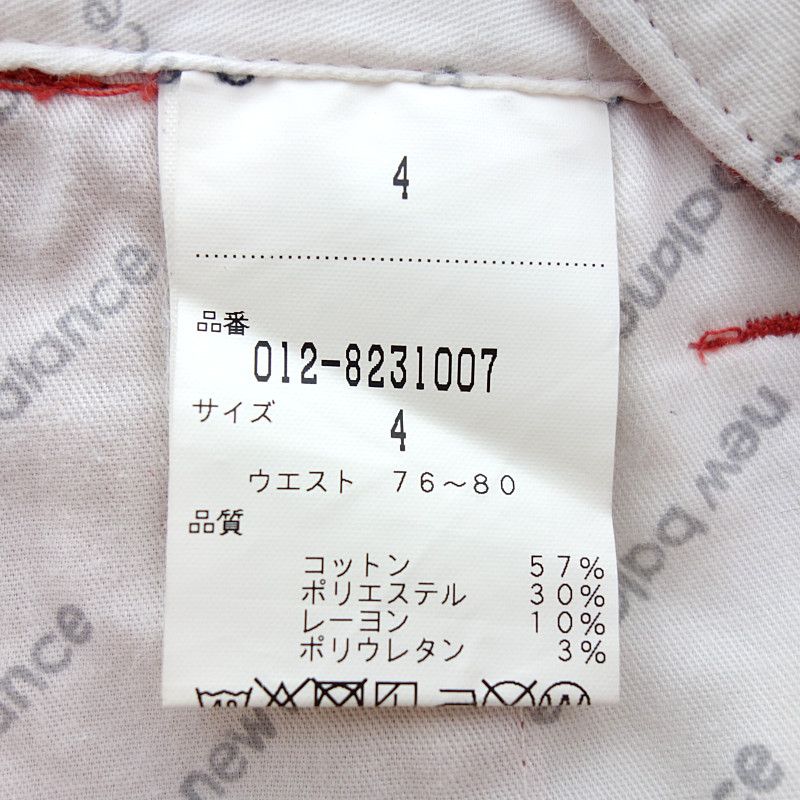 4
品番
012-8231007
サイズ
4
ウエスト 76～80
品質
コットン 57%
ポリエステル 30%
レーヨン 10%
ポリウレタン 3%
alance
balance
new balance
ance
new